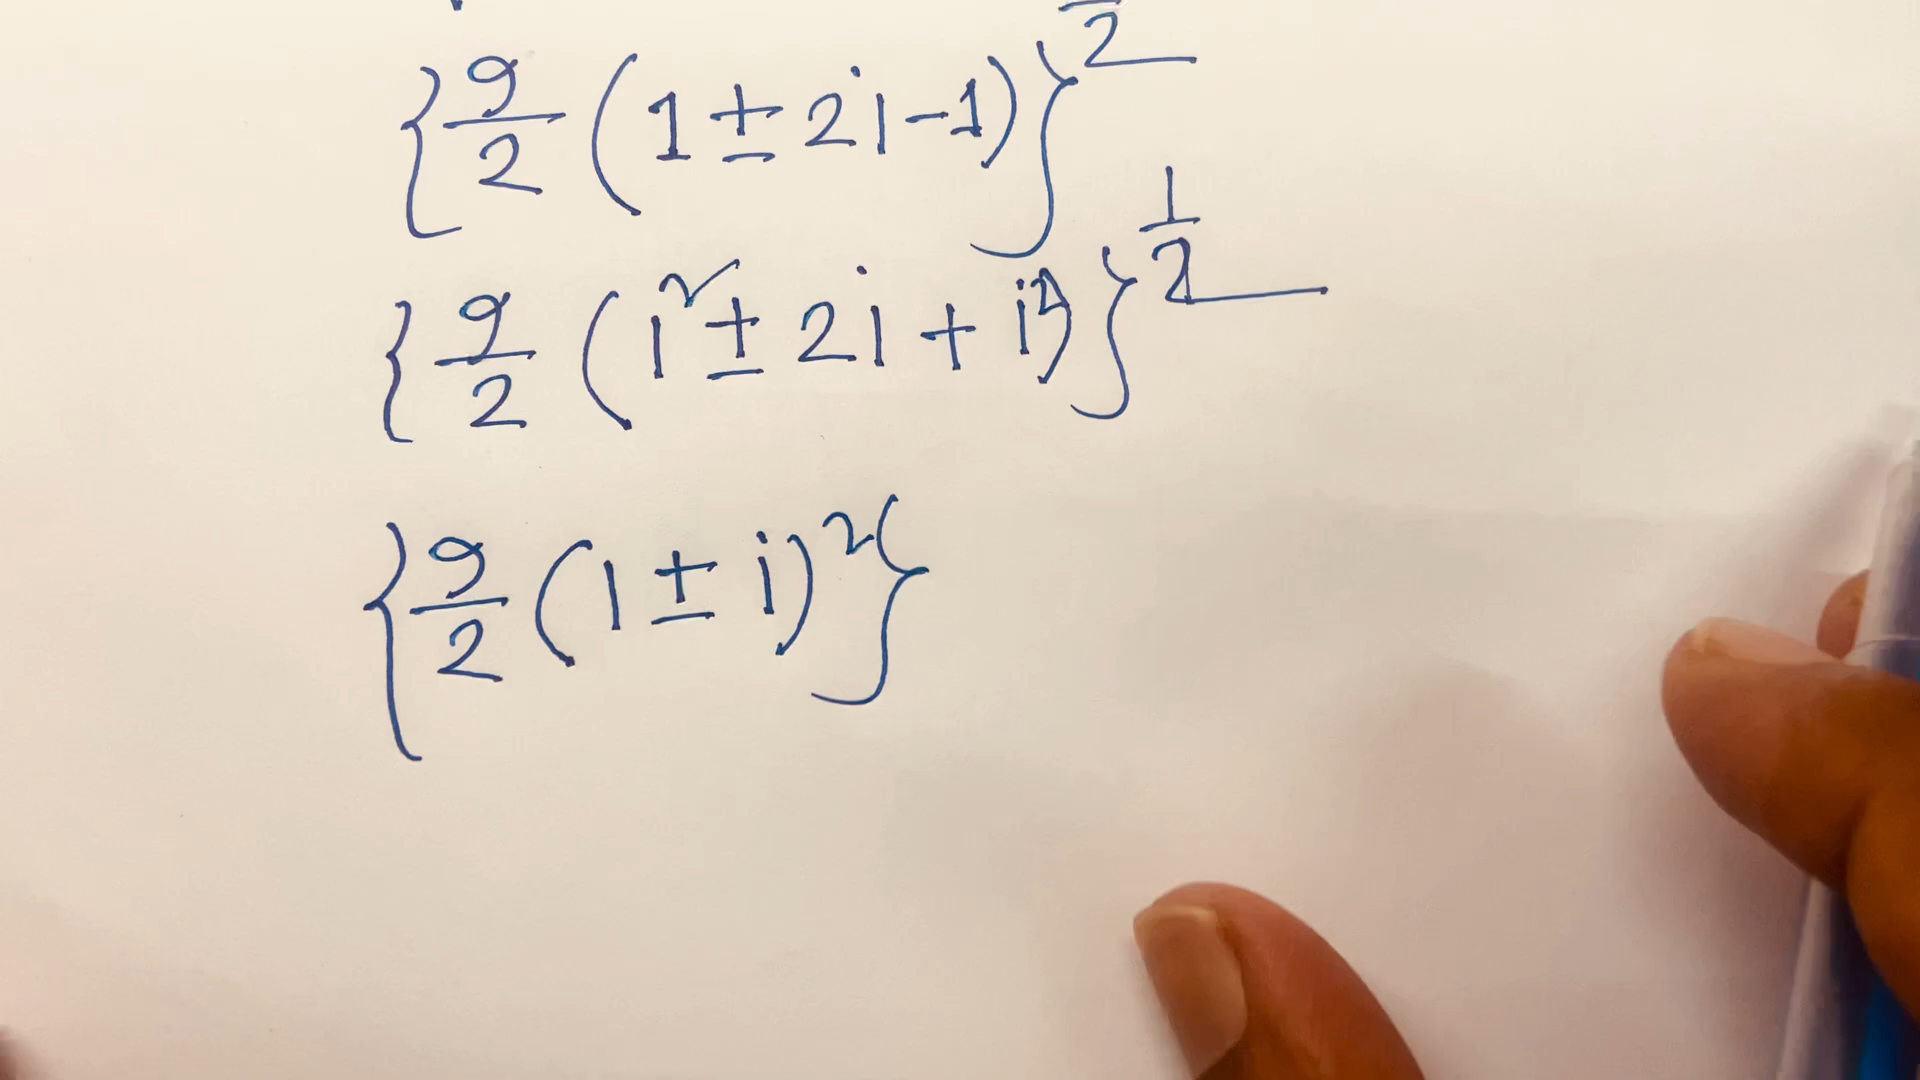 {9/2 (1 ± 2i - 1)}^1/2
{9/2 (1² ± 2i + i²)}^1/2
{9/2 (1 ± i)²}